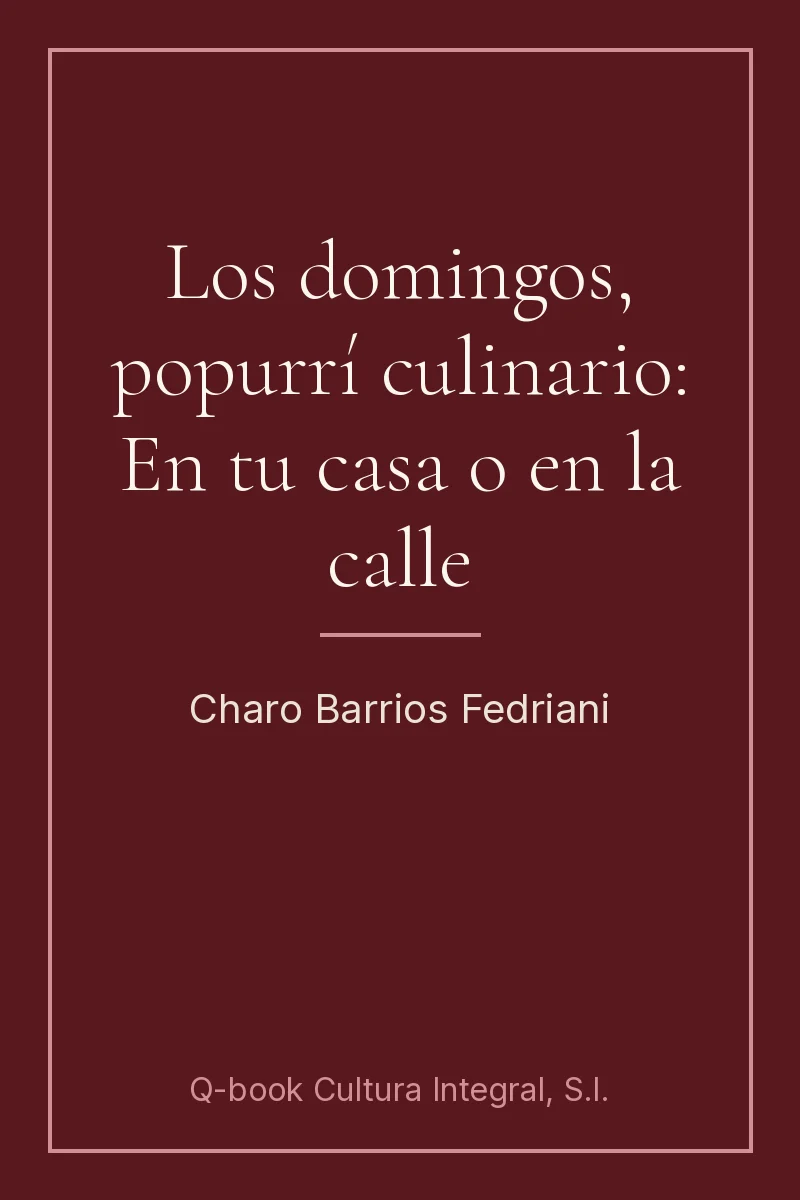 Los domingos,
popurrí culinario:
En tu casa o en la
calle
Charo Barrios Fedriani
Q-book Cultura Integral, S.l.